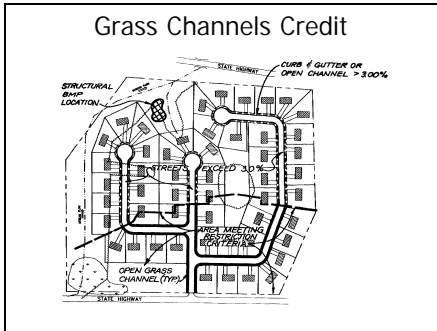 Grass Channels Credit
STATE HIGHWAY
CURB & GUTTER OR
OPEN CHANNEL > 3.00%
STRUCTURAL
BMP
LOCATION
STREETS EXCEED 3.0%
AREA MEETING
RESTRICTION
CRITERIA
OPEN GRASS
CHANNEL (TYP.)
STATE HIGHWAY